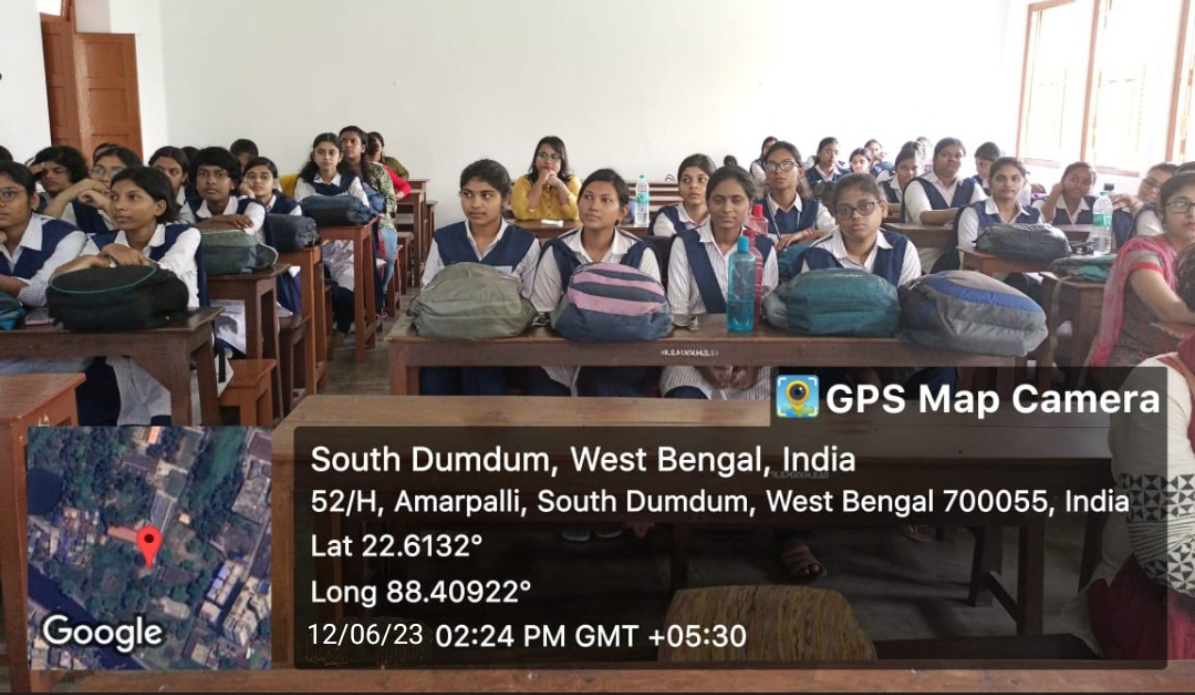 GPS Map Camera
South Dumdum, West Bengal, India
52/H, Amarpalli, South Dumdum, West Bengal 700055, India
Lat 22.6132°
Long 88.40922°
12/06/23 02:24 PM GMT +05:30
Google